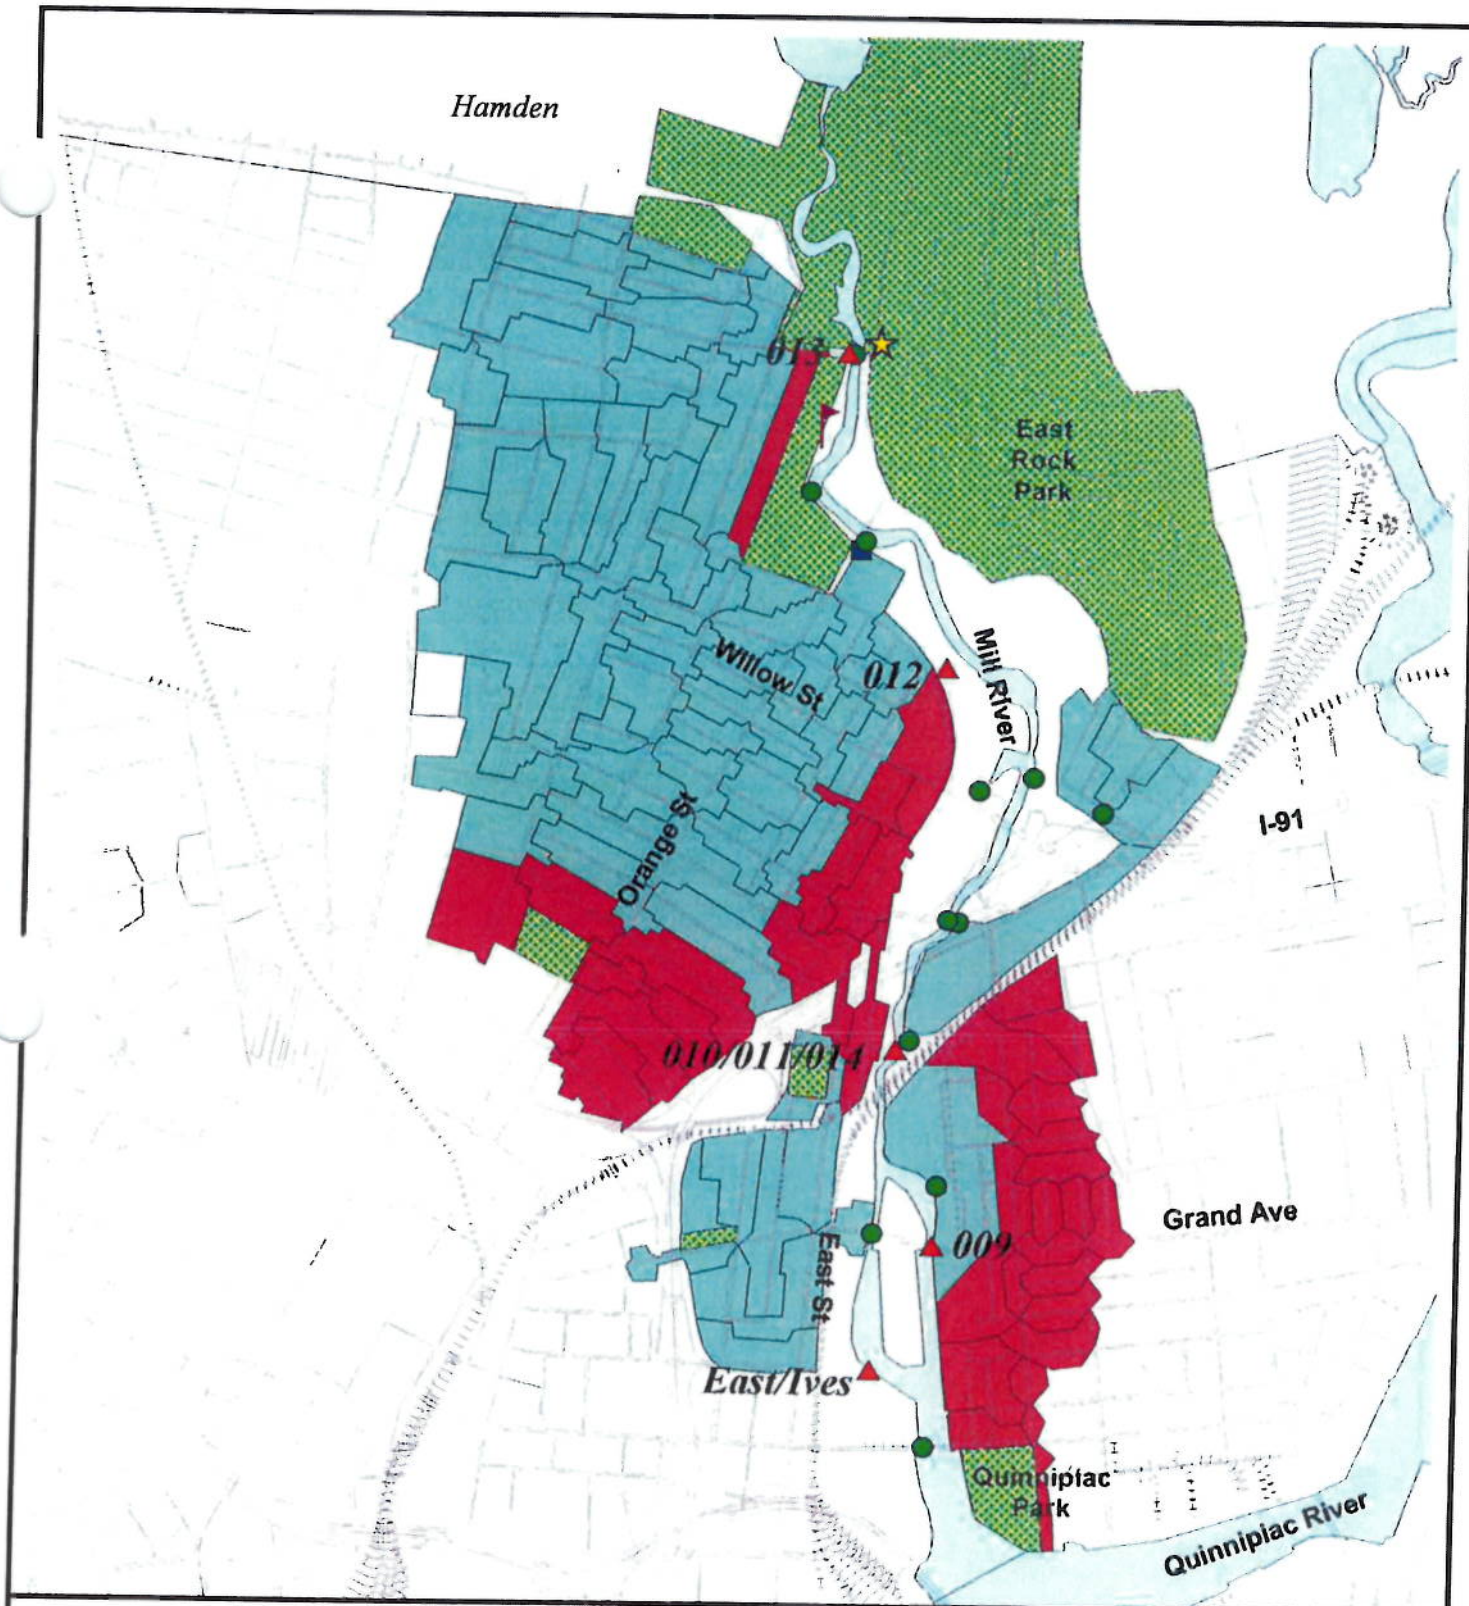 Hamden
013
East
Rock
Park
Willow St
012
Mill River
Orange St
I-91
010/011/014
Grand Ave
009
East St
East/Ives
Quinnipiac
Park
Quinnipiac River